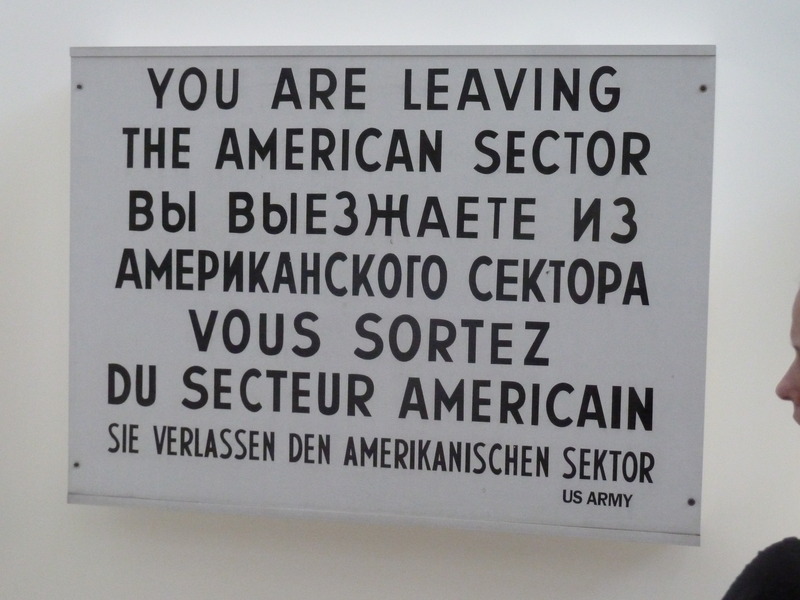 YOU ARE LEAVING
THE AMERICAN SECTOR
ВЫ ВЫЕЗЖАЕТЕ ИЗ
АМЕРИКАНСКОГО СЕКТОРА
VOUS SORTEZ
DU SECTEUR AMERICAIN
SIE VERLASSEN DEN AMERIKANISCHEN SEKTOR
US ARMY